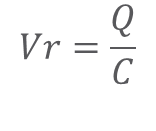 Vr = Q/C